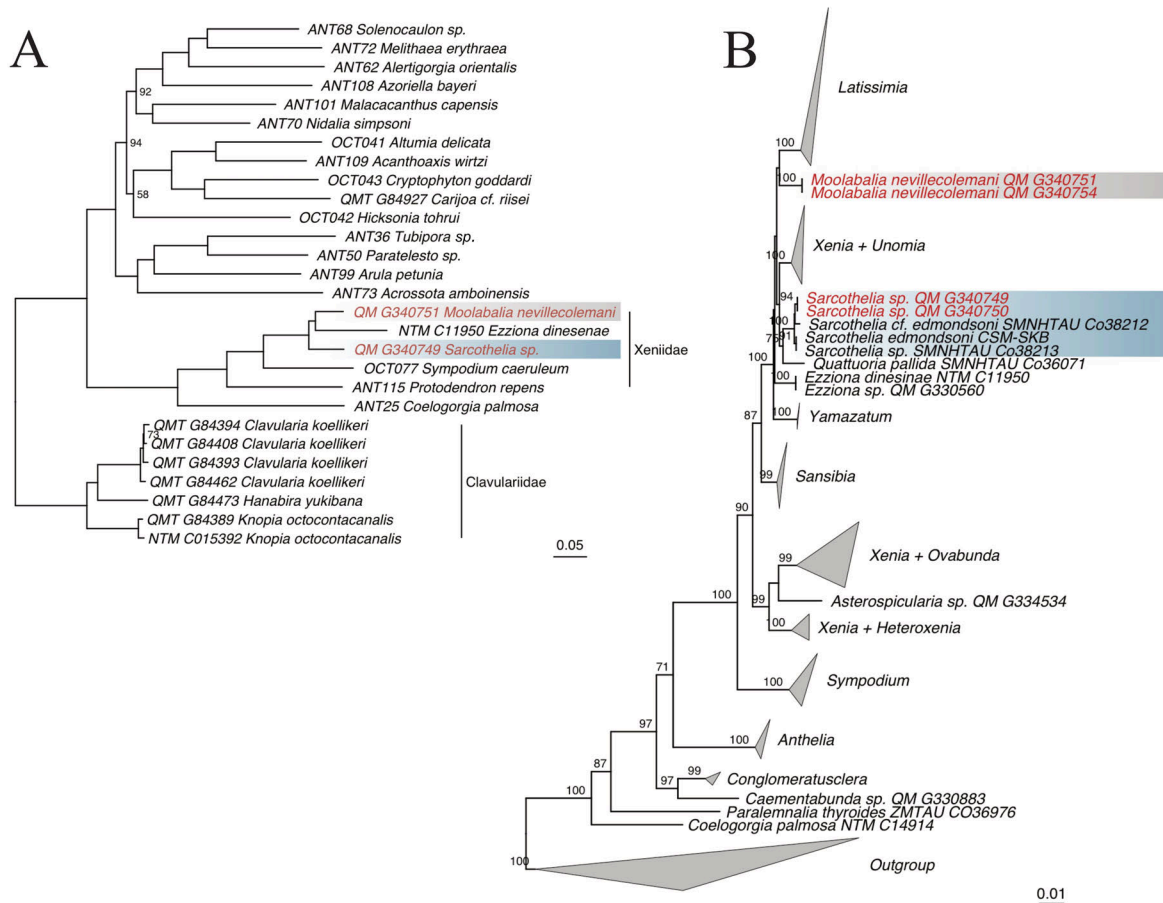 A
ANT68 Solenocaulon sp.
ANT72 Melithaea erythraea
ANT62 Alertigorgia orientalis
ANT108 Azoriella bayeri
92
ANT101 Malacacanthus capensis
ANT70 Nidalia simpsoni
94
OCT041 Altumia delicata
ANT109 Acanthoaxis wirtzi
OCT043 Cryptophyton goddardi
58
QMT G84927 Carijoa cf. riisei
OCT042 Hicksonia tohrui
ANT36 Tubipora sp.
ANT50 Paratelesto sp.
ANT99 Arula petunia
ANT73 Acrossota amboinensis
QM G340751 Moolabalia nevillecolemani
NTM C11950 Ezziona dinesenae
QM G340749 Sarcothelia sp.
Xeniidae
OCT077 Sympodium caeruleum
ANT115 Protodendron repens
ANT25 Coelogorgia palmosa
QMT G84394 Clavularia koellikeri
73
QMT G84408 Clavularia koellikeri
QMT G84393 Clavularia koellikeri
QMT G84462 Clavularia koellikeri
Clavulariidae
QMT G84473 Hanabira yukibana
QMT G84389 Knopia octocontacanalis
NTM C015392 Knopia octocontacanalis
0.05
B
Latissimia
100
100
Moolabalia nevillecolemani QM G340751
Moolabalia nevillecolemani QM G340754
Xenia + Unomia
100
94
Sarcothelia sp. QM G340749
Sarcothelia sp. QM G340750
100
Sarcothelia cf. edmondsoni SMNHTAU Co38212
75
91
Sarcothelia edmondsoni CSM-SKB
Sarcothelia sp. SMNHTAU Co38213
100
Quattuoria pallida SMNHTAU Co36071
100
Ezziona dinesinae NTM C11950
Ezziona sp. QM G330560
100
Yamazatum
87
99
Sansibia
90
99
Xenia + Ovabunda
99
Asterospicularia sp. QM G334534
100
Xenia + Heteroxenia
100
100
Sympodium
71
100
Anthelia
97
97
99
Conglomeratusclera
87
Caementabunda sp. QM G330883
100
Paralemnalia thyroides ZMTAU CO36976
Coelogorgia palmosa NTM C14914
100
Outgroup
0.01